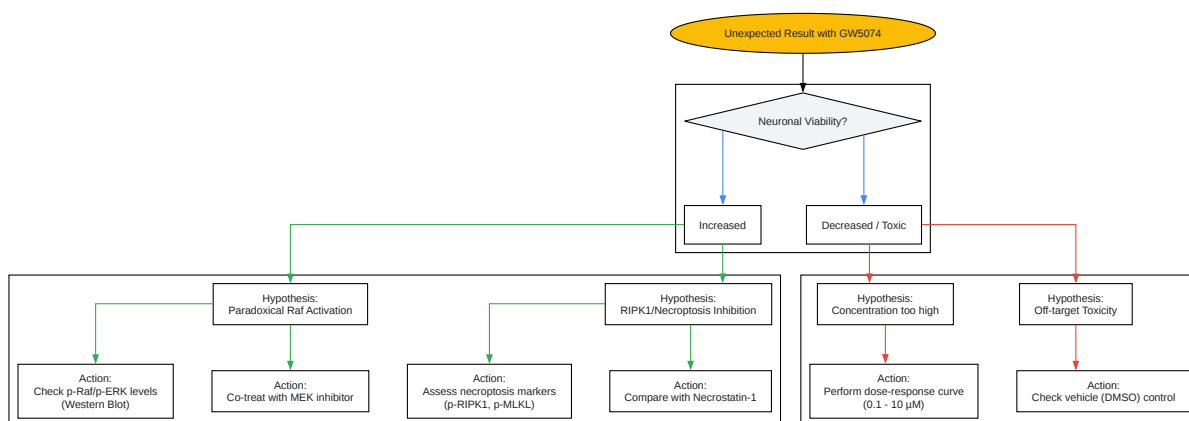 Unexpected Result with GW5074
Neuronal Viability?
Increased
Decreased / Toxic
Hypothesis:
Paradoxical Raf Activation
Hypothesis:
RIPK1/Necroptosis Inhibition
Hypothesis:
Concentration too high
Hypothesis:
Off-target Toxicity
Action:
Check p-Raf/p-ERK levels
(Western Blot)
Action:
Co-treat with MEK inhibitor
Action:
Assess necroptosis markers
(p-RIPK1, p-MLKL)
Action:
Compare with Necrostatin-1
Action:
Perform dose-response curve
(0.1 - 10 µM)
Action:
Check vehicle (DMSO) control